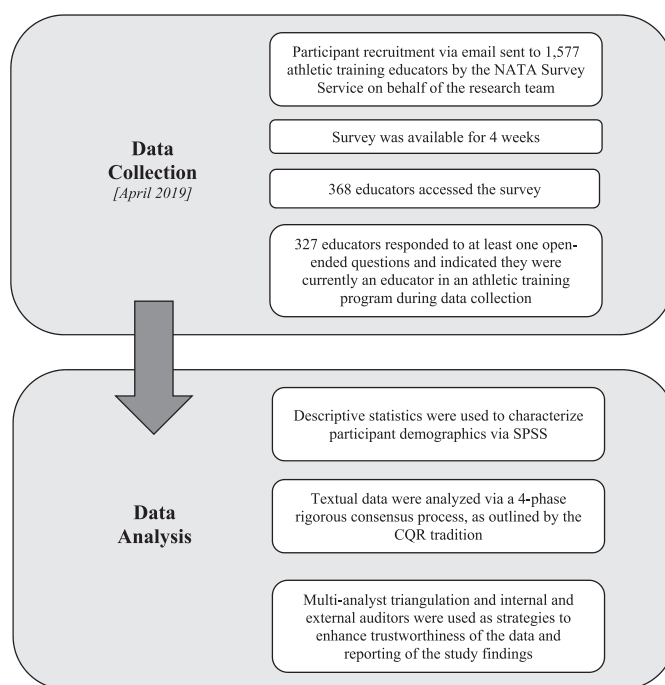 Participant recruitment via email sent to 1,577
athletic training educators by the NATA Survey
Service on behalf of the research team
Data
Collection
[April 2019]
Survey was available for 4 weeks
368 educators accessed the survey
327 educators responded to at least one open-
ended questions and indicated they were
currently an educator in an athletic training
program during data collection
Descriptive statistics were used to characterize
participant demographics via SPSS
Data
Analysis
Textual data were analyzed via a 4-phase
rigorous consensus process, as outlined by the
CQR tradition
Multi-analyst triangulation and internal and
external auditors were used as strategies to
enhance trustworthiness of the data and
reporting of the study findings